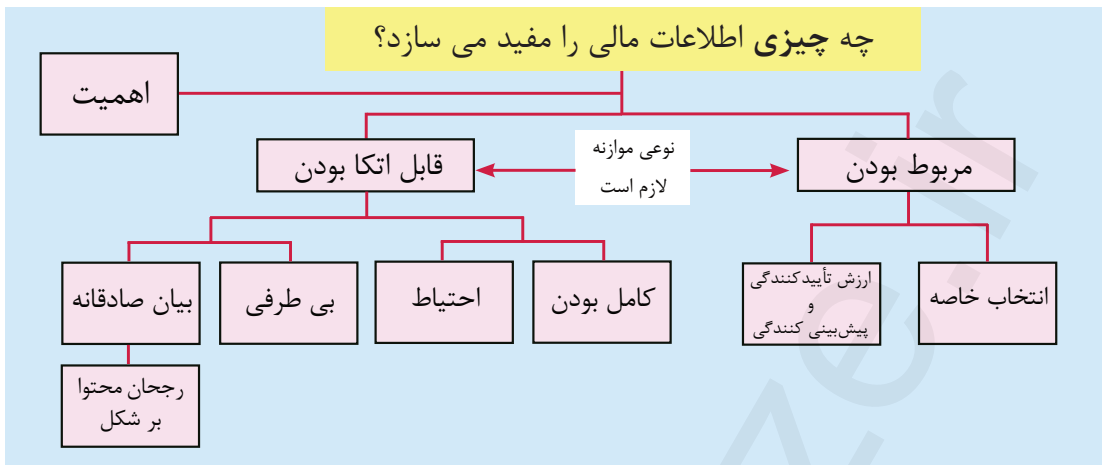 چه چیزی اطلاعات مالی را مفید می سازد؟
اهمیت
مربوط بودن
نوعی موازنه
لازم است
قابل اتکا بودن
انتخاب خاصه
ارزش تأییدکنندگی
و
پیش‌بینی کنندگی
کامل بودن
احتیاط
بی طرفی
بیان صادقانه
رجحان محتوا
بر شکل